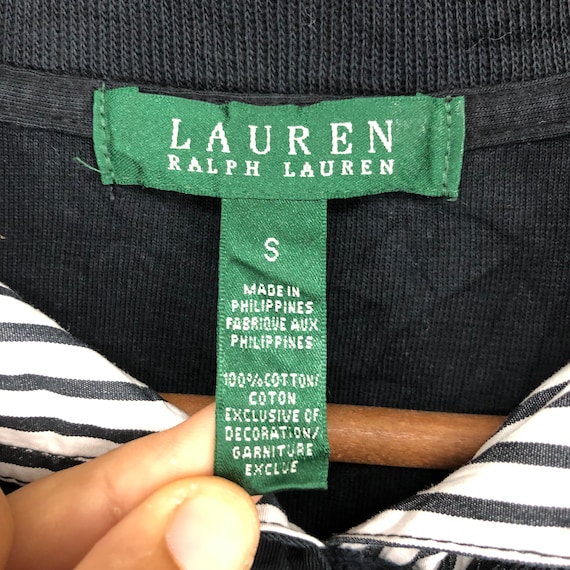 LAUREN
RALPH LAUREN
S
MADE IN
PHILIPPINES
FABRIQUE AUX
PHILIPPINES
100%COTTON/
COTON
EXCLUSIVE OF
DECORATION/
GARNITURE
EXCLUE